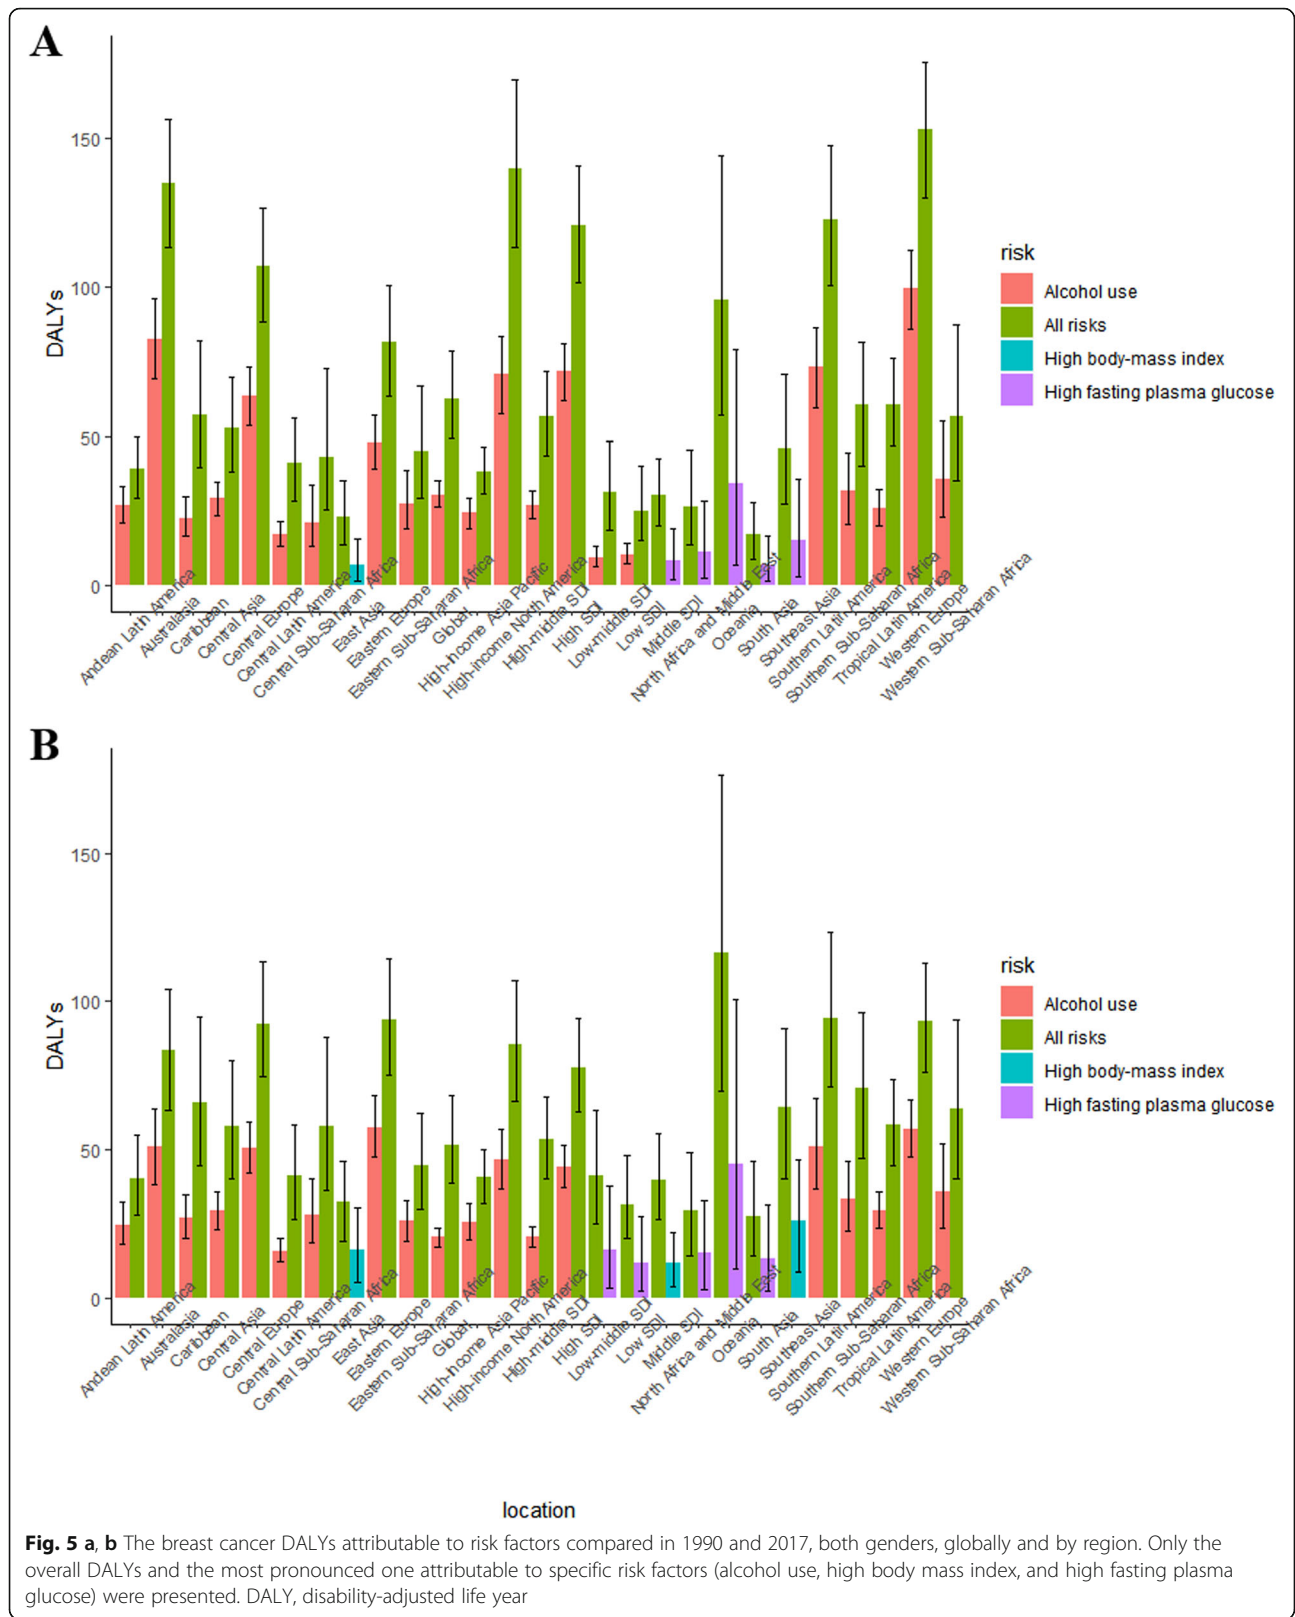 A
150
100
50
0
DALYs
Andean Latin America
Australasia
Caribbean
Central Asia
Central Europe
Central Latin America
Central Sub-Saharan Africa
East Asia
Eastern Europe
Eastern Sub-Saharan Africa
Global
High-income Asia Pacific
High-income North America
High-middle SDI
High SDI
Low-middle SDI
Low SDI
Middle SDI
North Africa and Middle East
Oceania
South Asia
Southeast Asia
Southern Latin America
Southern Sub-Saharan Africa
Tropical Latin America
Western Europe
Western Sub-Saharan Africa
risk
Alcohol use
All risks
High body-mass index
High fasting plasma glucose
B
150
100
50
0
DALYs
Andean Latin America
Australasia
Caribbean
Central Asia
Central Europe
Central Latin America
Central Sub-Saharan Africa
East Asia
Eastern Europe
Eastern Sub-Saharan Africa
Global
High-income Asia Pacific
High-income North America
High-middle SDI
High SDI
Low-middle SDI
Low SDI
Middle SDI
North Africa and Middle East
Oceania
South Asia
Southeast Asia
Southern Latin America
Southern Sub-Saharan Africa
Tropical Latin America
Western Europe
Western Sub-Saharan Africa
risk
Alcohol use
All risks
High body-mass index
High fasting plasma glucose
location
Fig. 5 a, b The breast cancer DALYs attributable to risk factors compared in 1990 and 2017, both genders, globally and by region. Only the
overall DALYs and the most pronounced one attributable to specific risk factors (alcohol use, high body mass index, and high fasting plasma
glucose) were presented. DALY, disability-adjusted life year